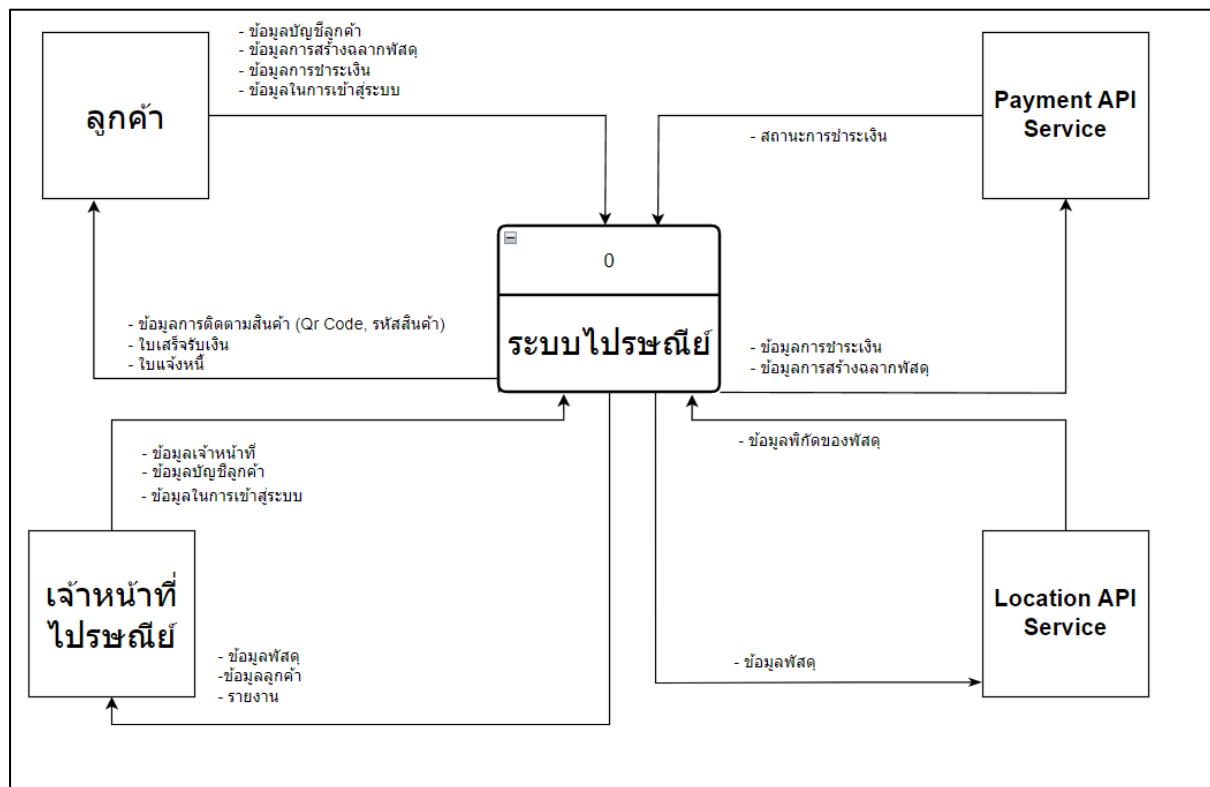 - ข้อมูลบัญชีลูกค้า
- ข้อมูลการสร้างฉลากพัสดุ
- ข้อมูลการชำระเงิน
- ข้อมูลในการเข้าสู่ระบบ
ลูกค้า
Payment API
Service
- สถานะการชำระเงิน
0
ระบบไปรษณีย์
- ข้อมูลการติดตามสินค้า (Qr Code, รหัสสินค้า)
- ใบเสร็จรับเงิน
- ใบแจ้งหนี้
- ข้อมูลการชำระเงิน
- ข้อมูลการสร้างฉลากพัสดุ
- ข้อมูลเจ้าหน้าที่
- ข้อมูลบัญชีลูกค้า
- ข้อมูลในการเข้าสู่ระบบ
- ข้อมูลพิกัดของพัสดุ
เจ้าหน้าที่
ไปรษณีย์
Location API
Service
- ข้อมูลพัสดุ
-ข้อมูลลูกค้า
- รายงาน
- ข้อมูลพัสดุ